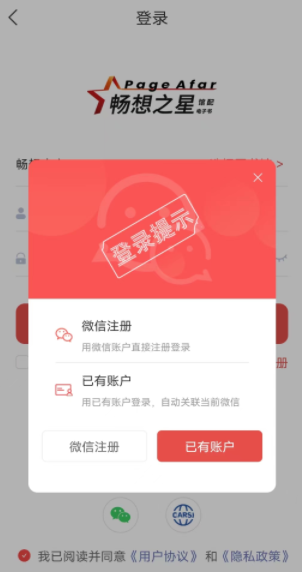 登录
Page Afar
畅想之星
馆配
电子书
登录提示
微信注册
用微信账户直接注册登录
已有账户
用已有账户登录，自动关联当前微信
微信注册
已有账户
册
CARSI
我已阅读并同意《用户协议》和《隐私政策》